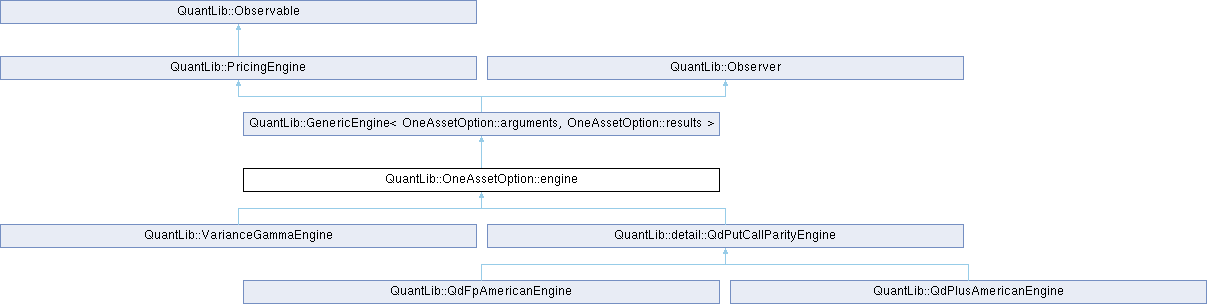 QuantLib::Observable
QuantLib::PricingEngine
QuantLib::Observer
QuantLib::GenericEngine< OneAssetOption::arguments, OneAssetOption::results >
QuantLib::OneAssetOption::engine
QuantLib::VarianceGammaEngine
QuantLib::detail::QdPutCallParityEngine
QuantLib::QdFpAmericanEngine
QuantLib::QdPlusAmericanEngine